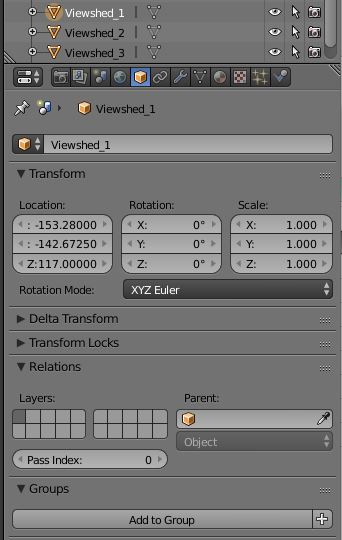 Viewshed_1
Viewshed_2
Viewshed_3
Viewshed_1
Viewshed_1
Transform
Location: Rotation: Scale:
: -153.28000 X: 0° X: 1.000
: -142.67250 Y: 0° Y: 1.000
Z:117.00000 Z: 0° Z: 1.000
Rotation Mode: XYZ Euler
Delta Transform
Transform Locks
Relations
Layers: Parent:
Object
Pass Index: 0
Groups
Add to Group